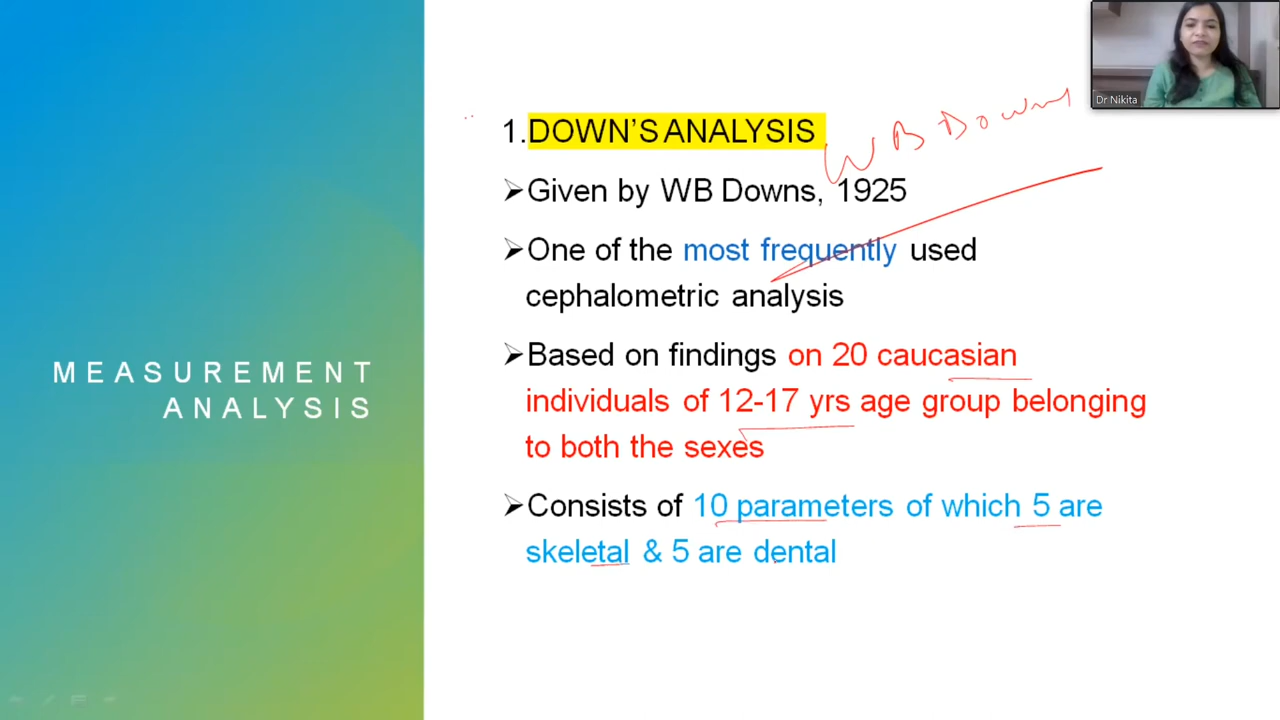 Dr Nikita
MEASUREMENT
ANALYSIS
1.DOWN'S ANALYSIS
WB Downs
➢Given by WB Downs, 1925
➢One of the most frequently used
cephalometric analysis
➢Based on findings on 20 caucasian
individuals of 12-17 yrs age group belonging
to both the sexes
➢Consists of 10 parameters of which 5 are
skeletal & 5 are dental